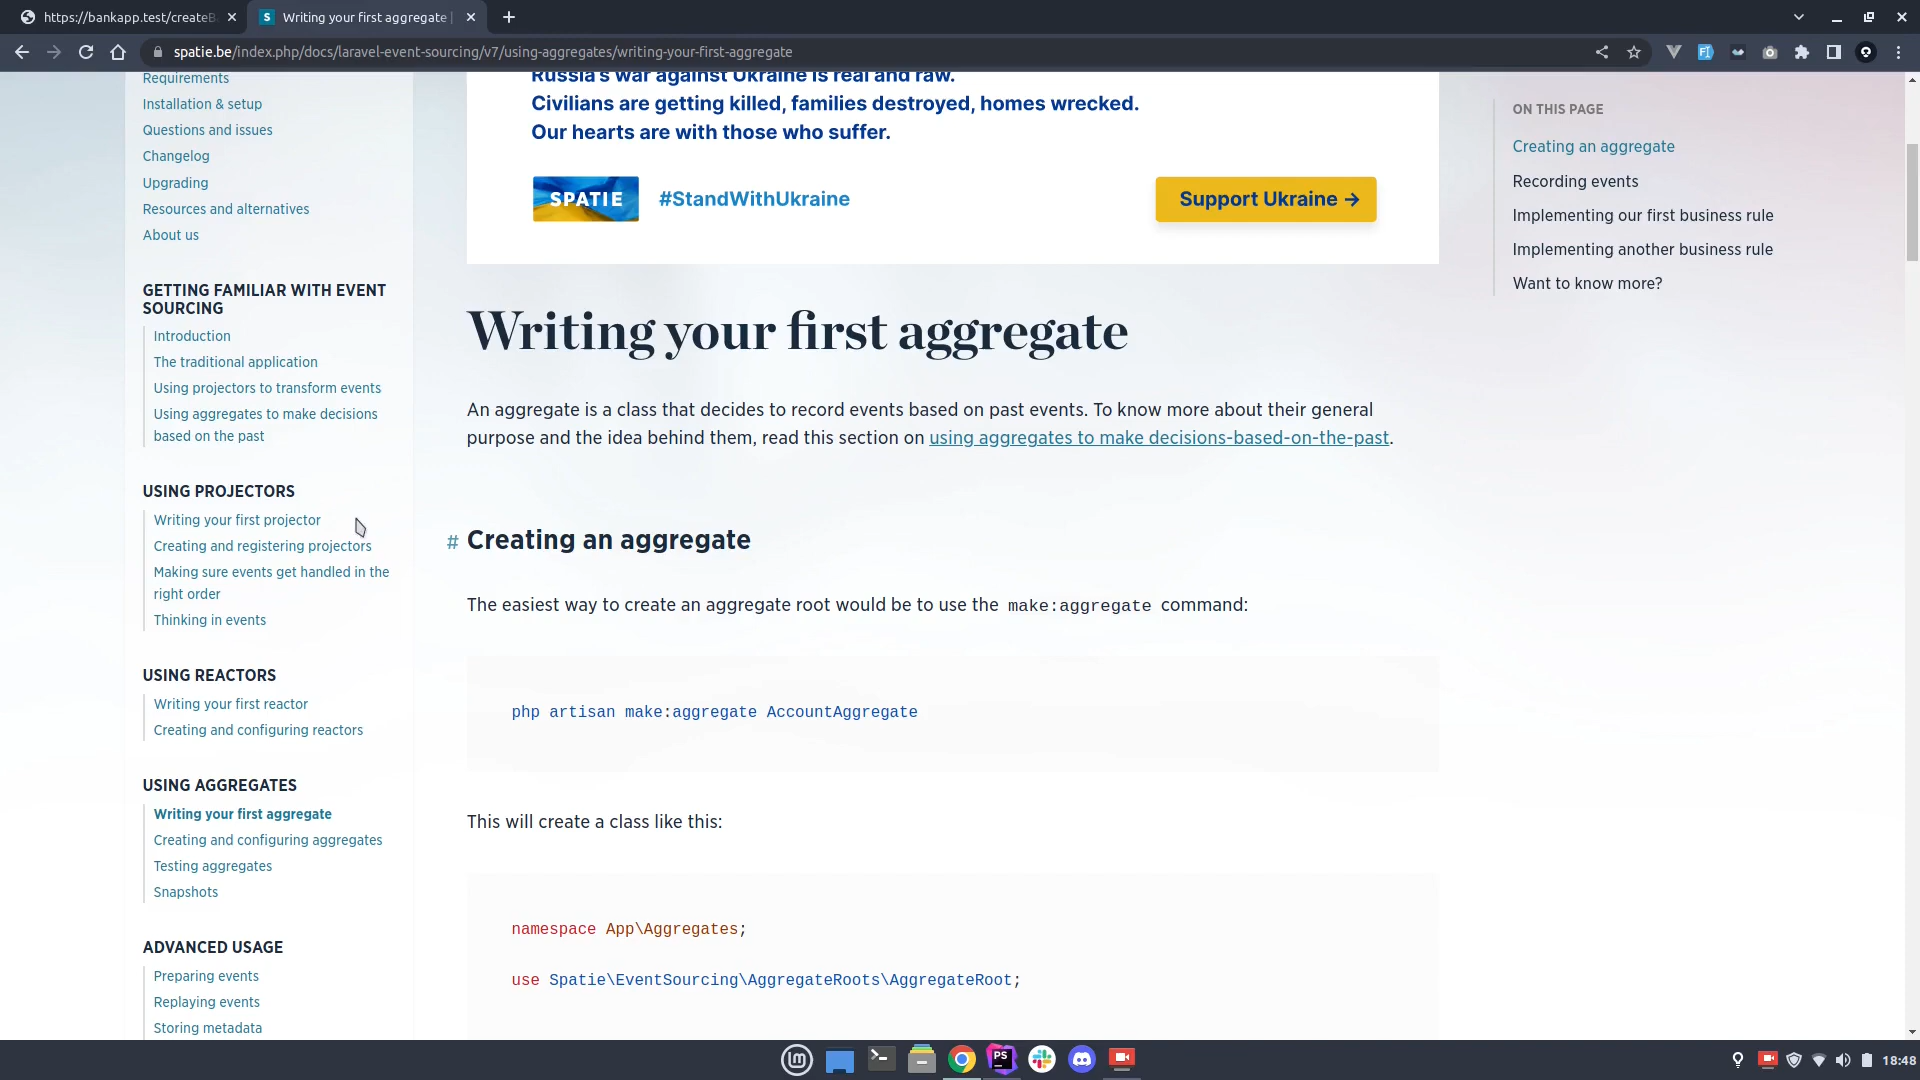 https://bankapp.test/createB
Writing your first aggregate |
spatie.be/index.php/docs/laravel-event-sourcing/v7/using-aggregates/writing-your-first-aggregate
Requirements
Installation & setup
Questions and issues
Changelog
Upgrading
Resources and alternatives
About us
GETTING FAMILIAR WITH EVENT
SOURCING
Introduction
The traditional application
Using projectors to transform events
Using aggregates to make decisions
based on the past
USING PROJECTORS
Writing your first projector
Creating and registering projectors
Making sure events get handled in the
right order
Thinking in events
USING REACTORS
Writing your first reactor
Creating and configuring reactors
USING AGGREGATES
Writing your first aggregate
Creating and configuring aggregates
Testing aggregates
Snapshots
ADVANCED USAGE
Preparing events
Replaying events
Storing metadata
Russia's war against Ukraine is real and raw.
Civilians are getting killed, families destroyed, homes wrecked.
Our hearts are with those who suffer.
SPATIE #StandWithUkraine
Support Ukraine →
Writing your first aggregate
An aggregate is a class that decides to record events based on past events. To know more about their general
purpose and the idea behind them, read this section on using aggregates to make decisions-based-on-the-past.
# Creating an aggregate
The easiest way to create an aggregate root would be to use the make:aggregate command:
php artisan make:aggregate AccountAggregate
This will create a class like this:
namespace App\Aggregates;
use Spatie\EventSourcing\AggregateRoots\AggregateRoot;
ON THIS PAGE
Creating an aggregate
Recording events
Implementing our first business rule
Implementing another business rule
Want to know more?
18:48